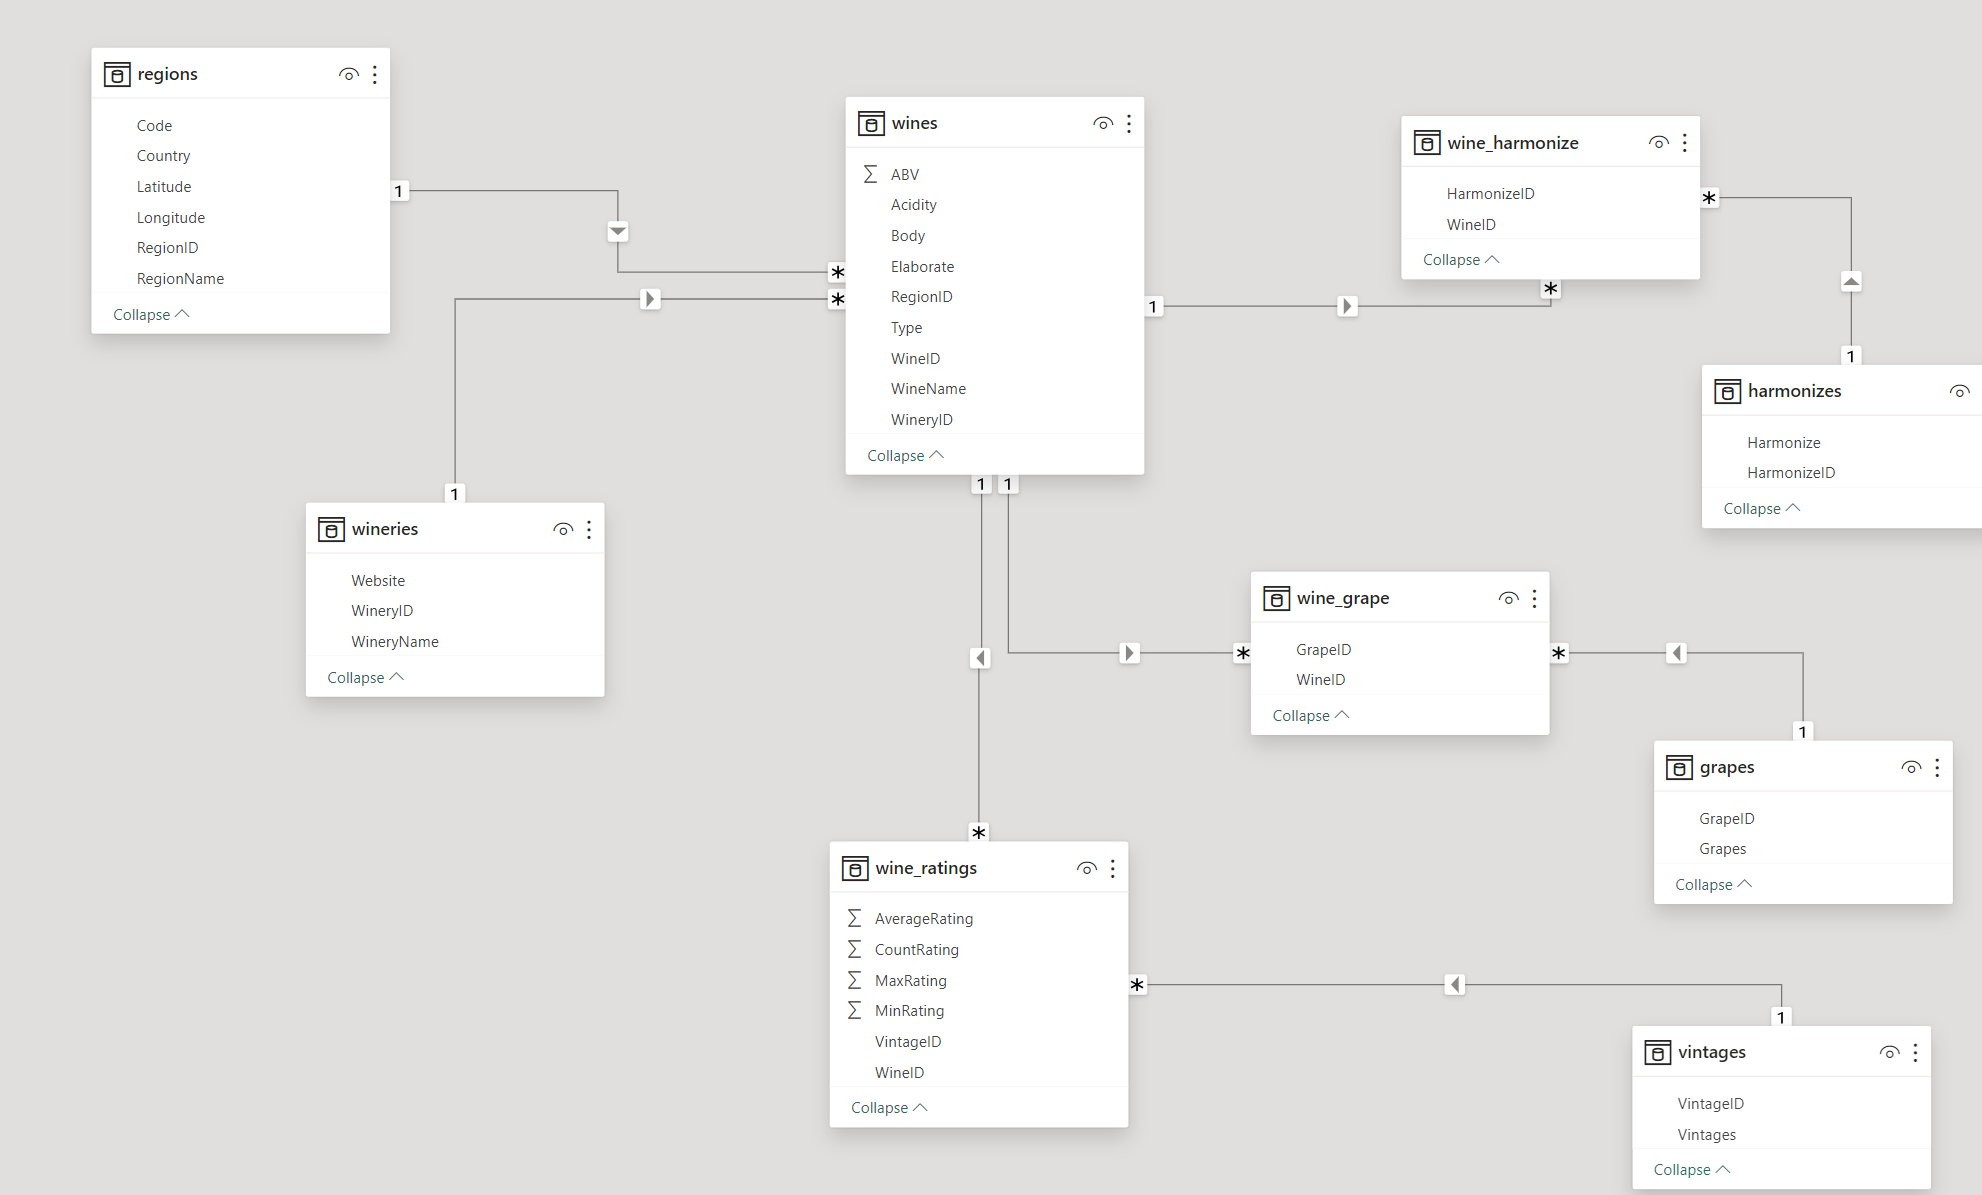 regions
Code
Country
Latitude
Longitude
RegionID
RegionName
Collapse
1
wines
Σ ABV
Acidity
Body
Elaborate
RegionID
Type
WineID
WineName
WineryID
Collapse
*
*
1
1
1
wine_harmonize
HarmonizeID
WineID
Collapse
*
*
1
harmonizes
Harmonize
HarmonizeID
Collapse
1
wineries
Website
WineryID
WineryName
Collapse
*
wine_grape
GrapeID
WineID
Collapse
*
1
grapes
GrapeID
Grapes
Collapse
*
wine_ratings
Σ AverageRating
Σ CountRating
Σ MaxRating
Σ MinRating
VintageID
WineID
Collapse
*
1
vintages
VintageID
Vintages
Collapse